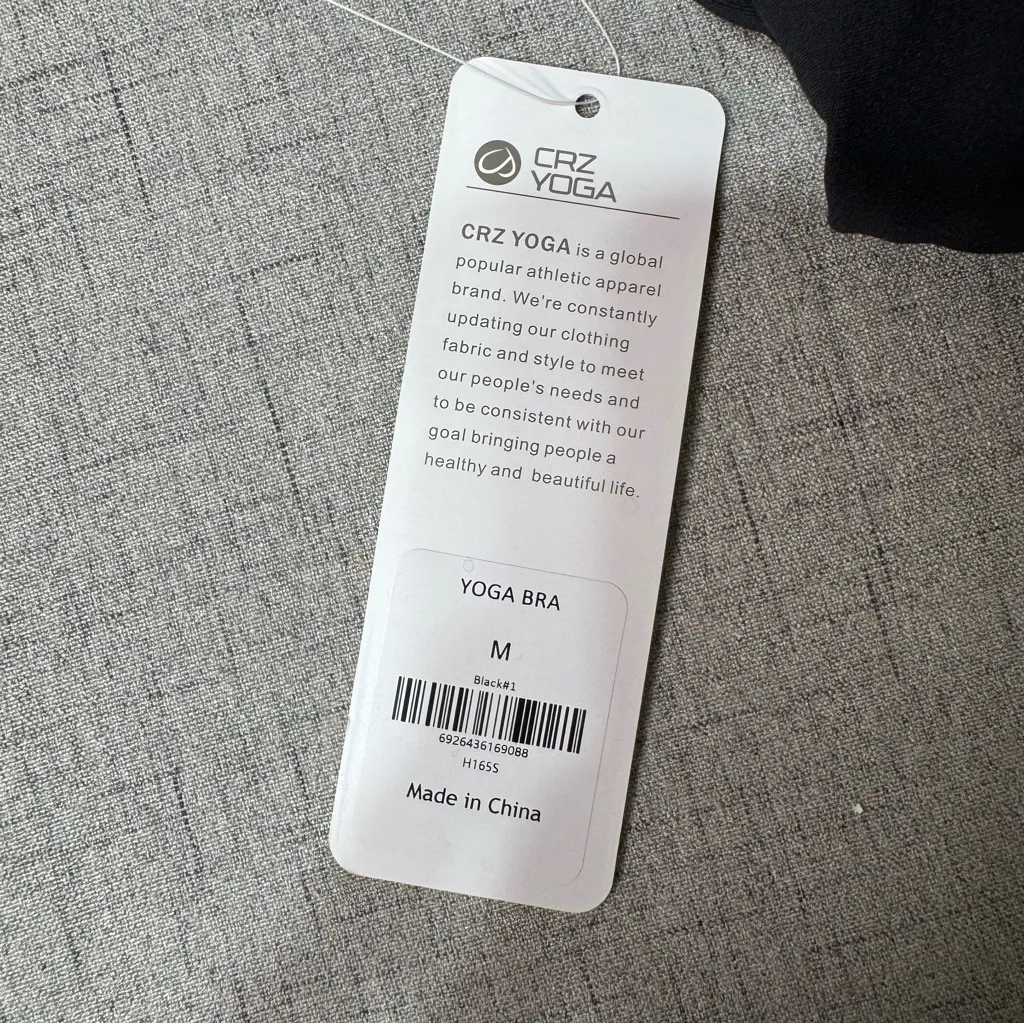 CRZ
YOGA
CRZ YOGA is a global
popular athletic apparel
brand. We're constantly
updating our clothing
fabric and style to meet
our people's needs and
to be consistent with our
goal bringing people a
healthy and beautiful life.
YOGA BRA
M
Black#1
6926436169088
H165S
Made in China